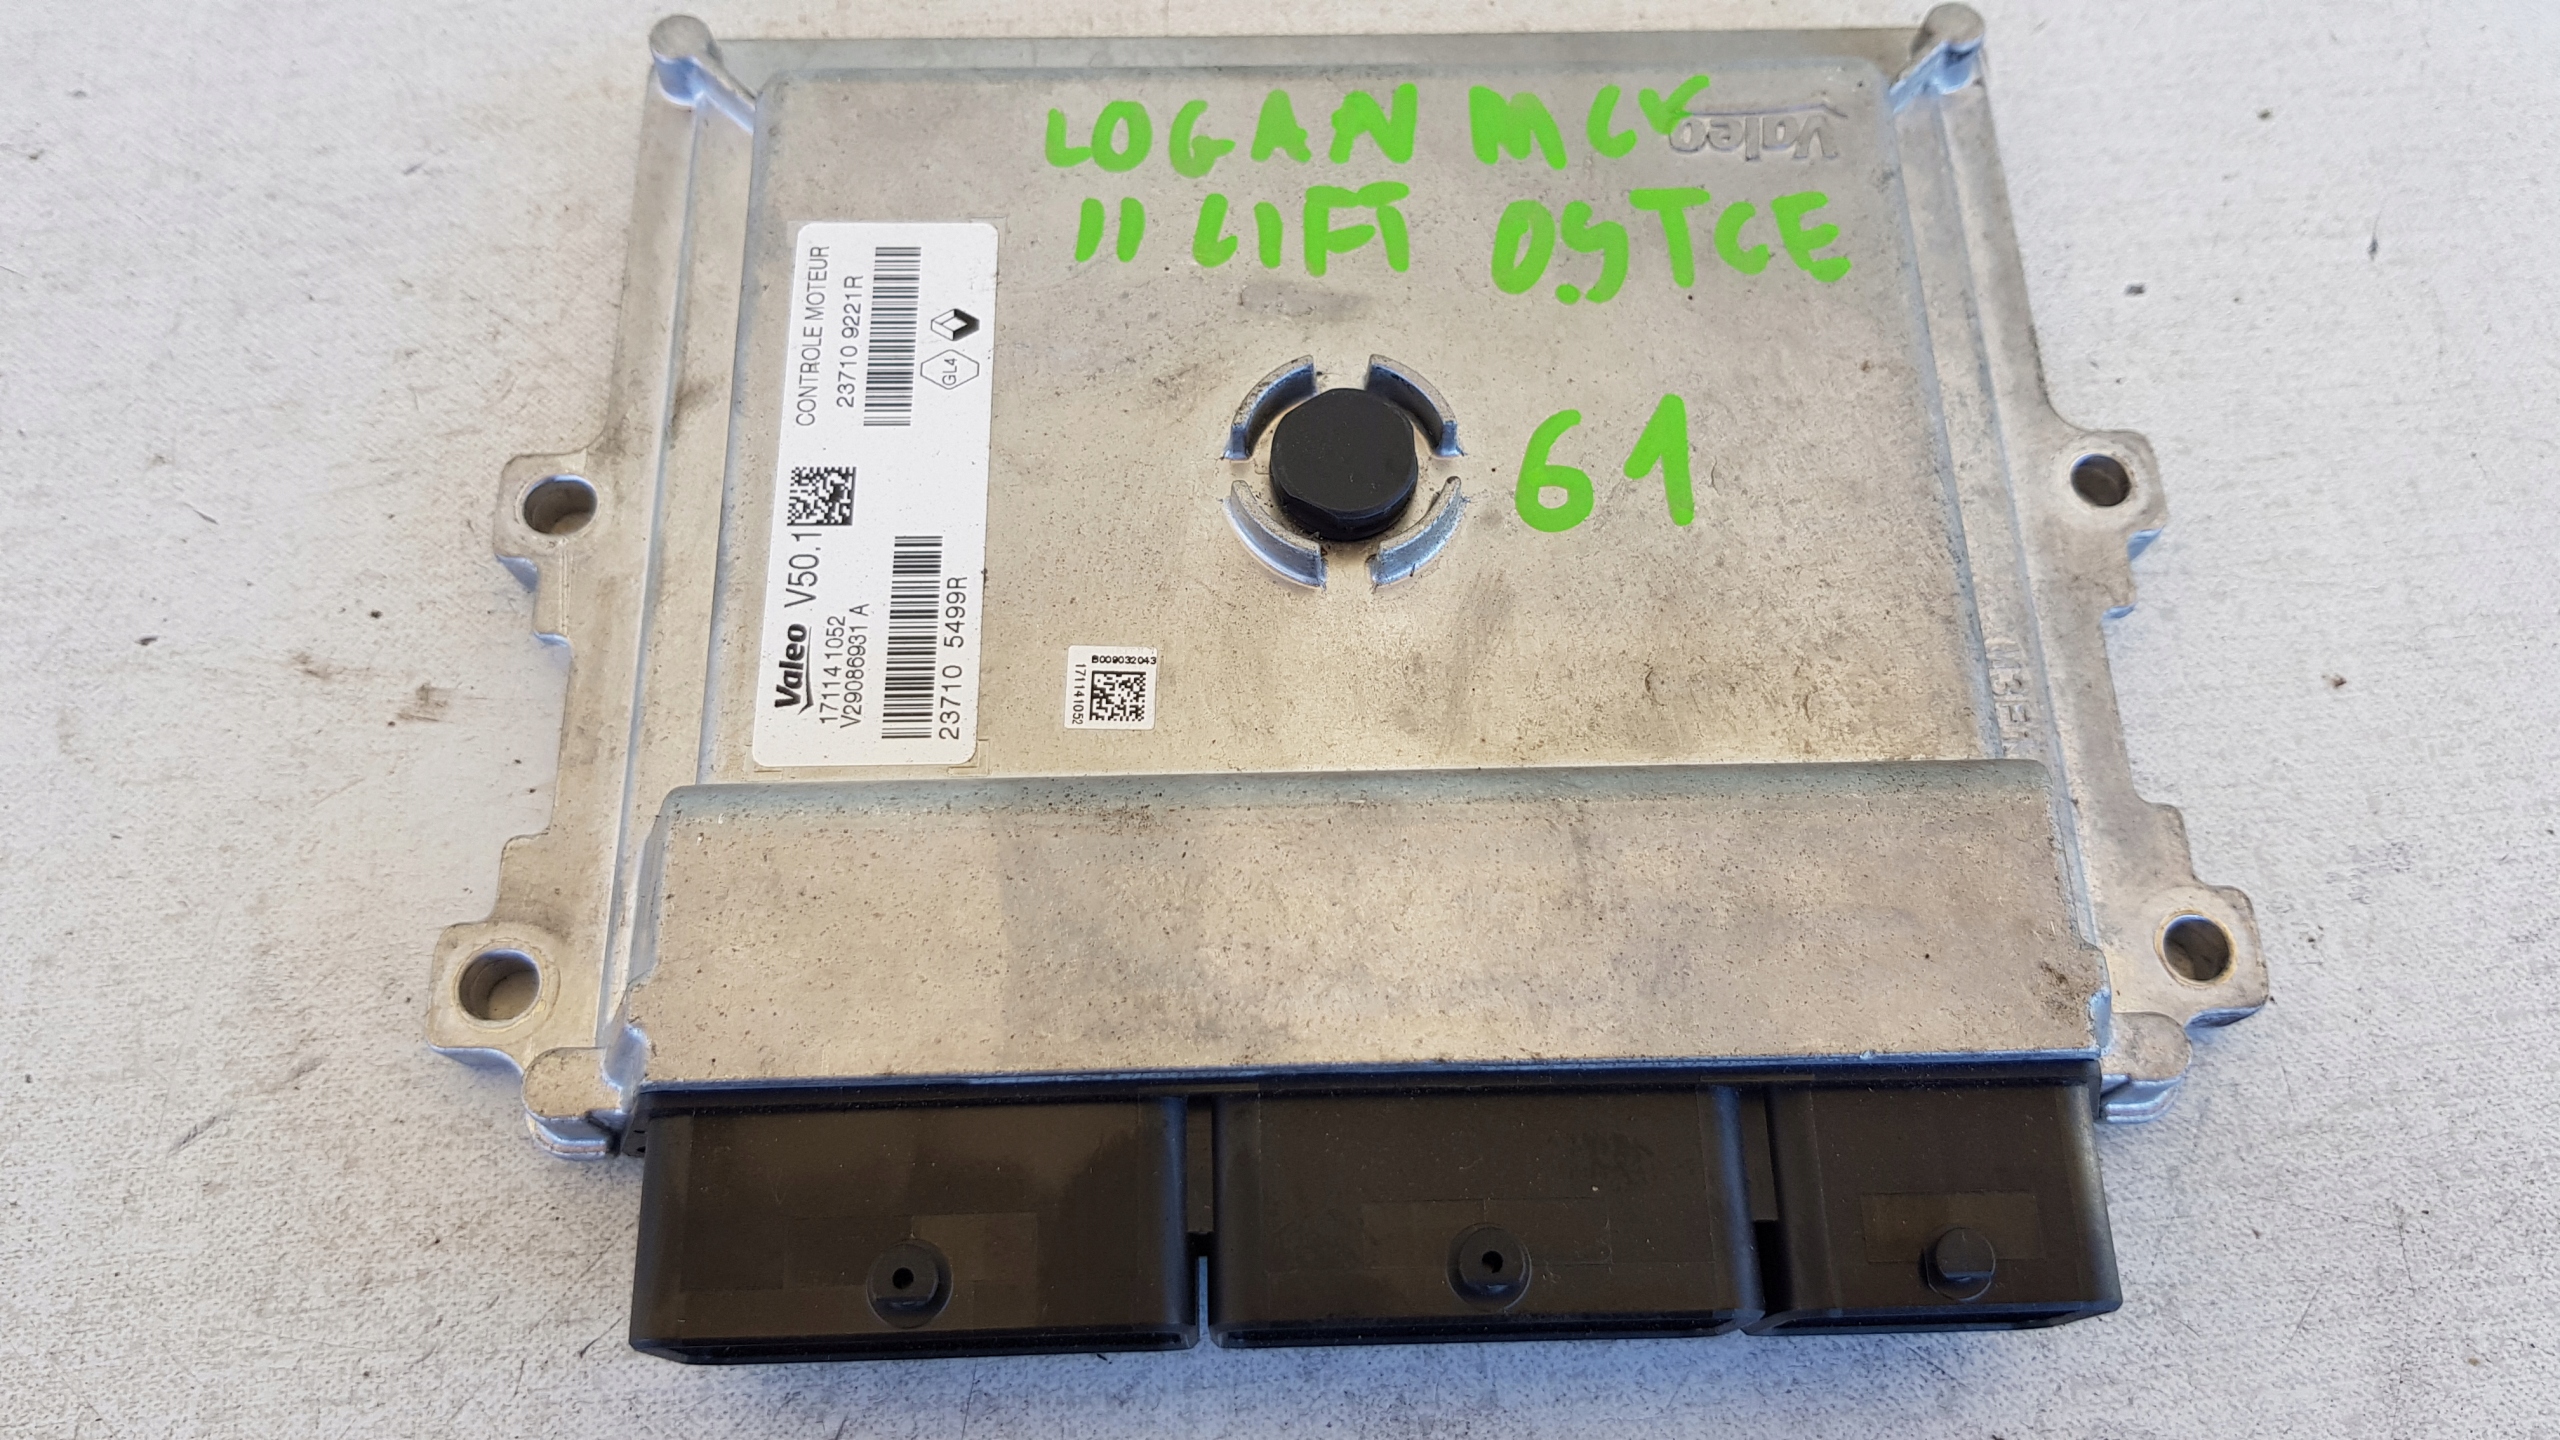 LOGAN MCV
II LIFT 0.9TCE
61
Valeo
CONTROLE MOTEUR
23710 9221R
GL4
Valeo V50.1
17114 1052
V29086931 A
23710 5499R
B009032043
171141052